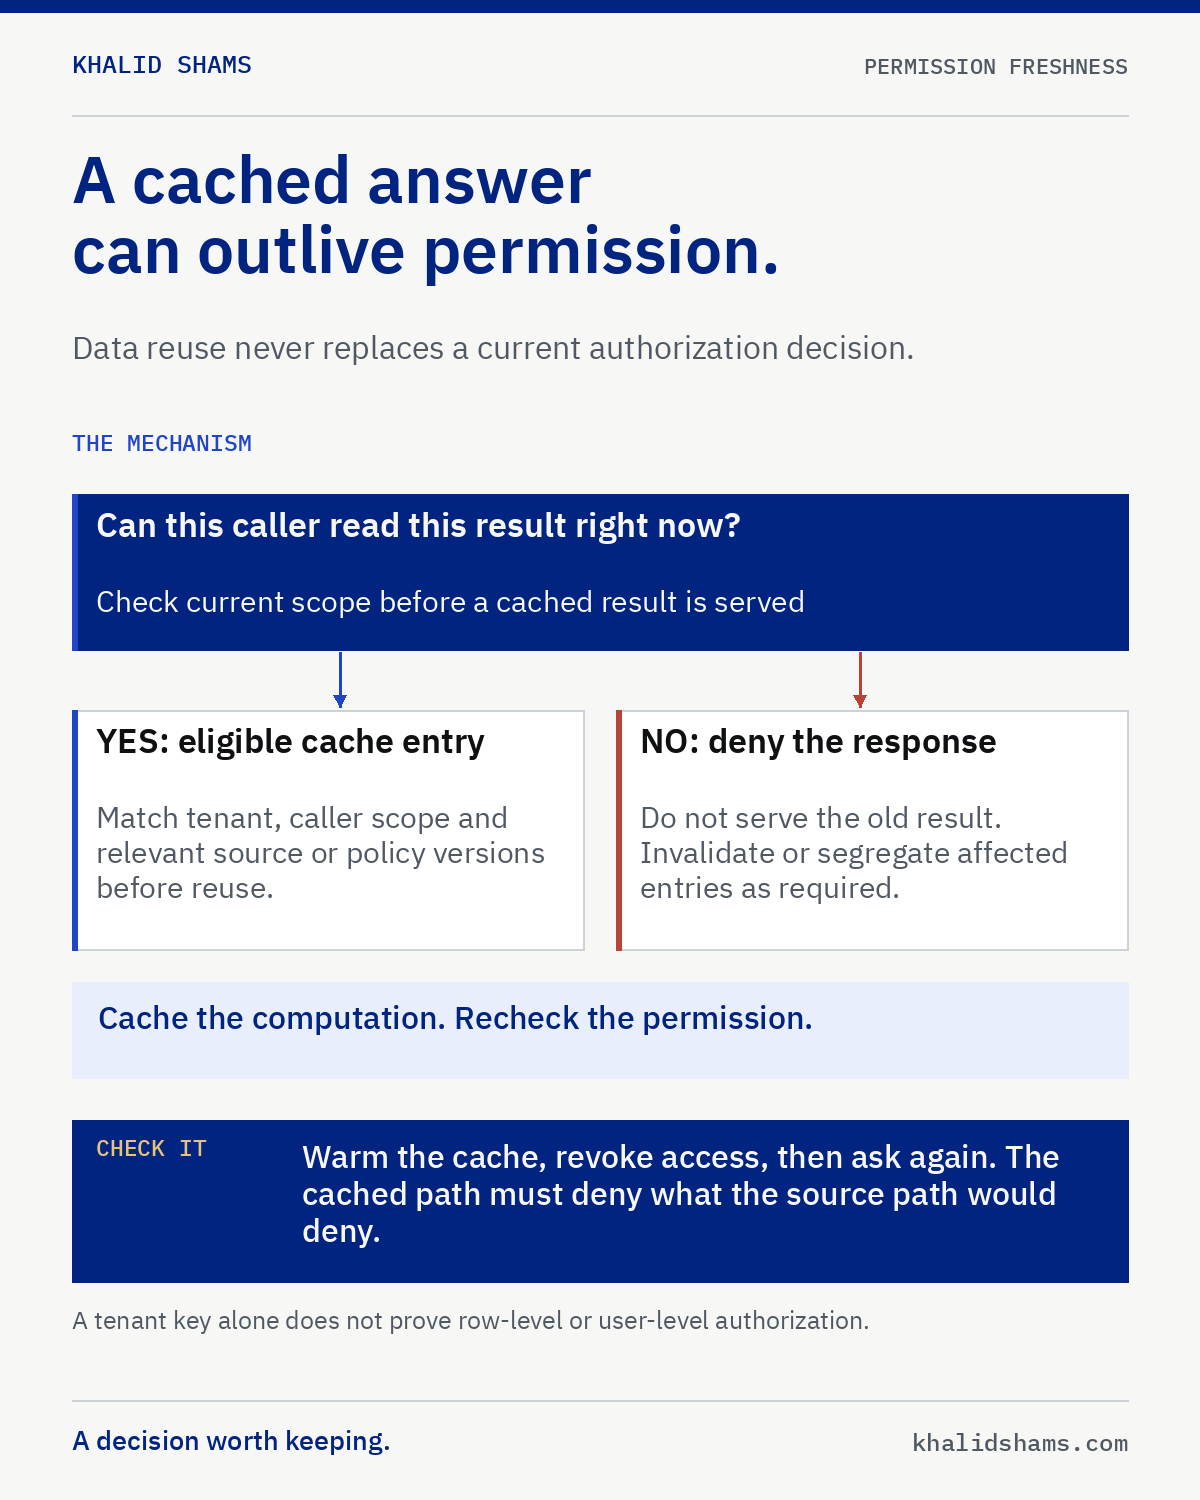 KHALID SHAMS
PERMISSION FRESHNESS
A cached answer
can outlive permission.
Data reuse never replaces a current authorization decision.
THE MECHANISM
Can this caller read this result right now?
Check current scope before a cached result is served
YES: eligible cache entry
Match tenant, caller scope and
relevant source or policy versions
before reuse.
NO: deny the response
Do not serve the old result.
Invalidate or segregate affected
entries as required.
Cache the computation. Recheck the permission.
CHECK IT
Warm the cache, revoke access, then ask again. The
cached path must deny what the source path would
deny.
A tenant key alone does not prove row-level or user-level authorization.
A decision worth keeping.
khalidshams.com